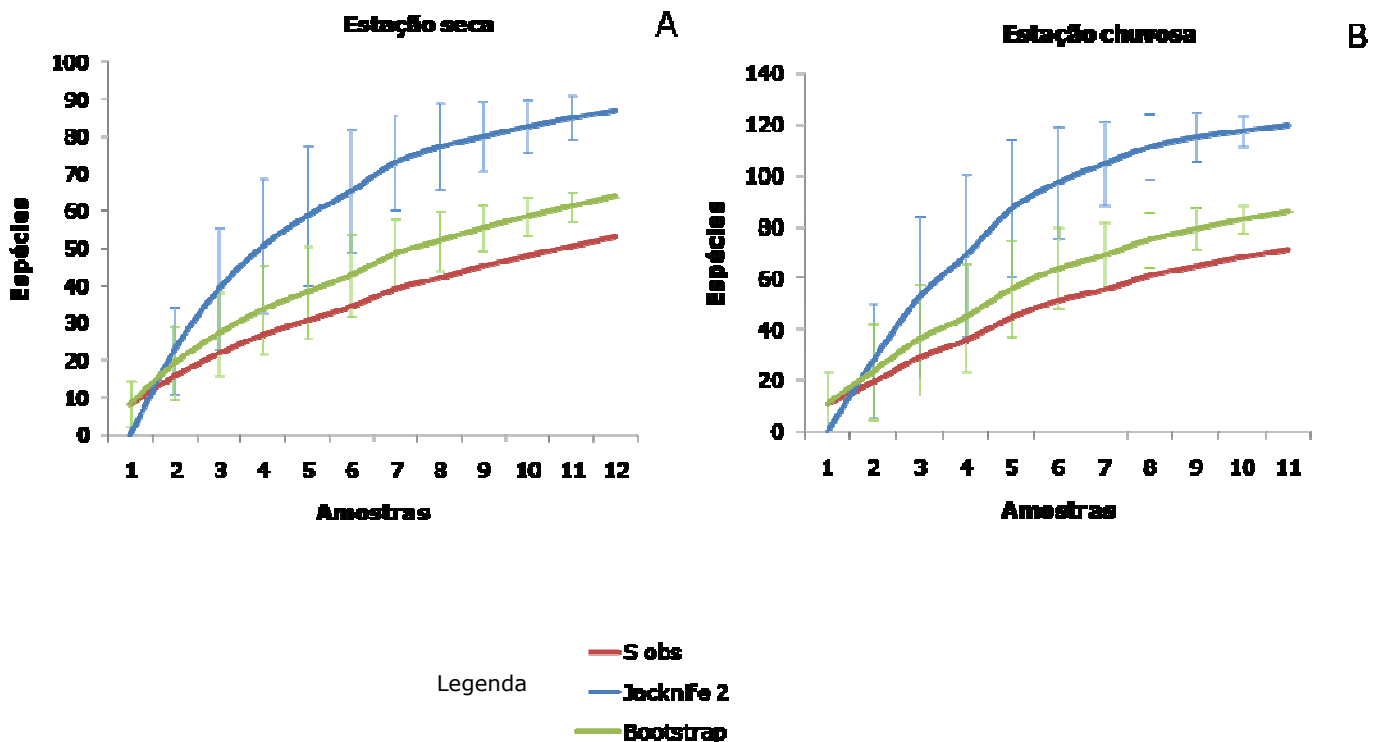 Estação seca
A
100
90
80
70
60
50
40
30
20
10
0
Espécies
1 2 3 4 5 6 7 8 9 10 11 12
Amostras
Estação chuvosa
B
140
120
100
80
60
40
20
0
Espécies
1 2 3 4 5 6 7 8 9 10 11
Amostras
Legenda
S obs
Jacknife 2
Bootstrap